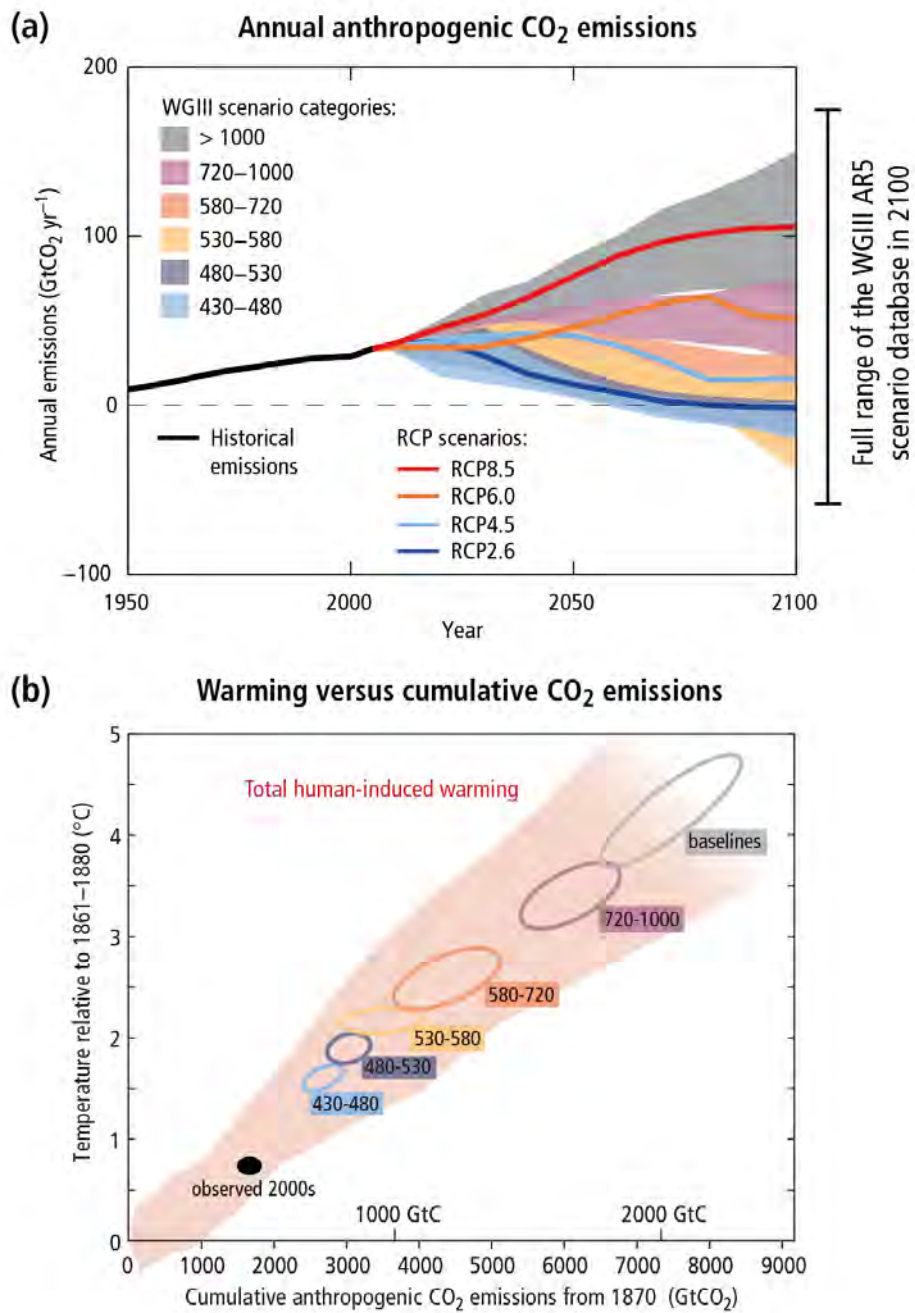 (a)
Annual anthropogenic CO₂ emissions
200
100
0
−100
Annual emissions (GtCO₂ yr⁻¹)
WGIII scenario categories:
> 1000
720–1000
580–720
530–580
480–530
430–480
Historical
emissions
RCP scenarios:
RCP8.5
RCP6.0
RCP4.5
RCP2.6
1950
2000
2050
2100
Year
Full range of the WGIII AR5
scenario database in 2100
(b)
Warming versus cumulative CO₂ emissions
5
4
3
2
1
0
Temperature relative to 1861–1880 (°C)
Total human-induced warming
baselines
720-1000
580-720
530-580
480-530
430-480
observed 2000s
1000 GtC
2000 GtC
0
1000
2000
3000
4000
5000
6000
7000
8000
9000
Cumulative anthropogenic CO₂ emissions from 1870 (GtCO₂)